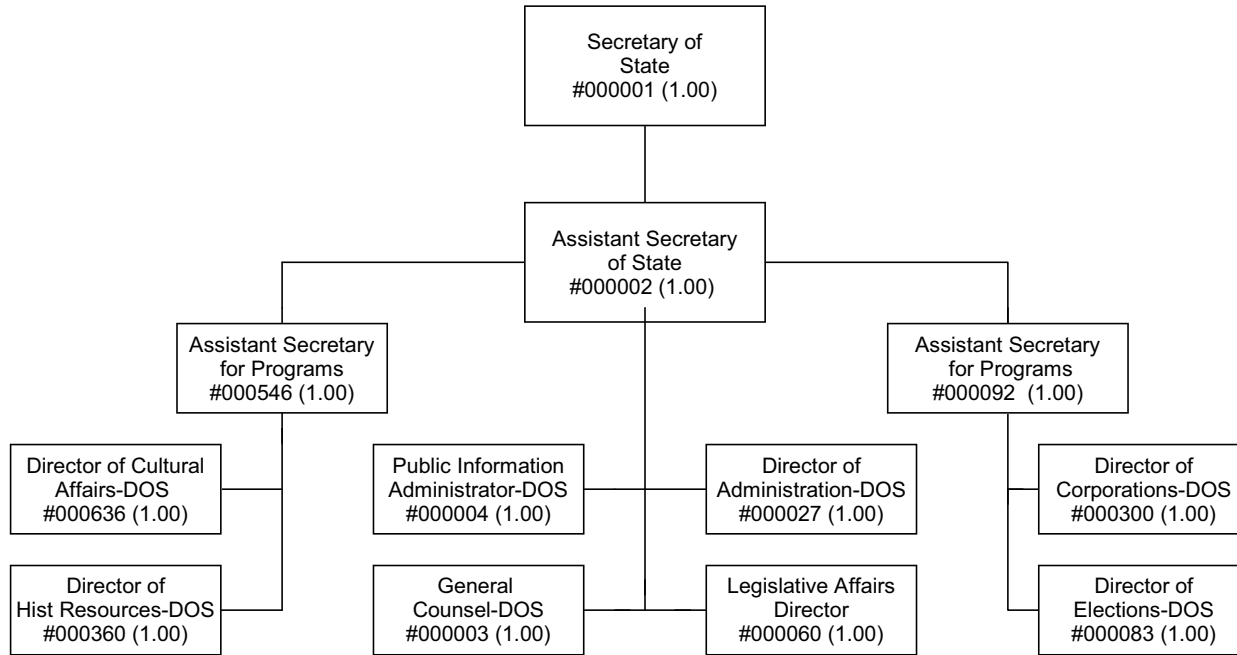 Secretary of
State
#000001 (1.00)
Assistant Secretary
of State
#000002 (1.00)
Assistant Secretary
for Programs
#000546 (1.00)
Assistant Secretary
for Programs
#000092 (1.00)
Director of Cultural
Affairs-DOS
#000636 (1.00)
Public Information
Administrator-DOS
#000004 (1.00)
Director of
Administration-DOS
#000027 (1.00)
Director of
Corporations-DOS
#000300 (1.00)
Director of
Hist Resources-DOS
#000360 (1.00)
General
Counsel-DOS
#000003 (1.00)
Legislative Affairs
Director
#000060 (1.00)
Director of
Elections-DOS
#000083 (1.00)